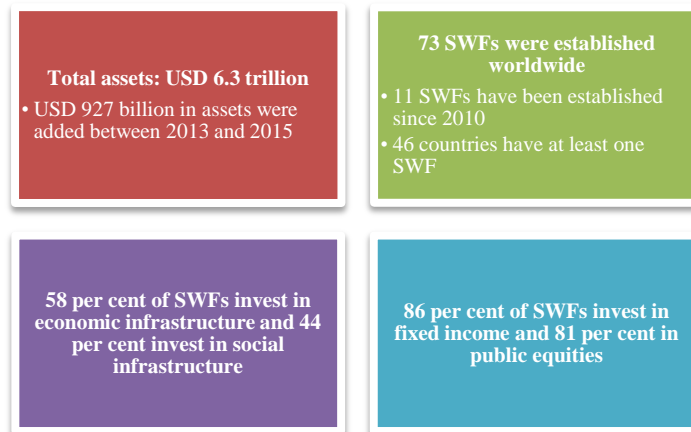 Total assets: USD 6.3 trillion
• USD 927 billion in assets were
added between 2013 and 2015
73 SWFs were established
worldwide
• 11 SWFs have been established
since 2010
• 46 countries have at least one
SWF
58 per cent of SWFs invest in
economic infrastructure and 44
per cent invest in social
infrastructure
86 per cent of SWFs invest in
fixed income and 81 per cent in
public equities